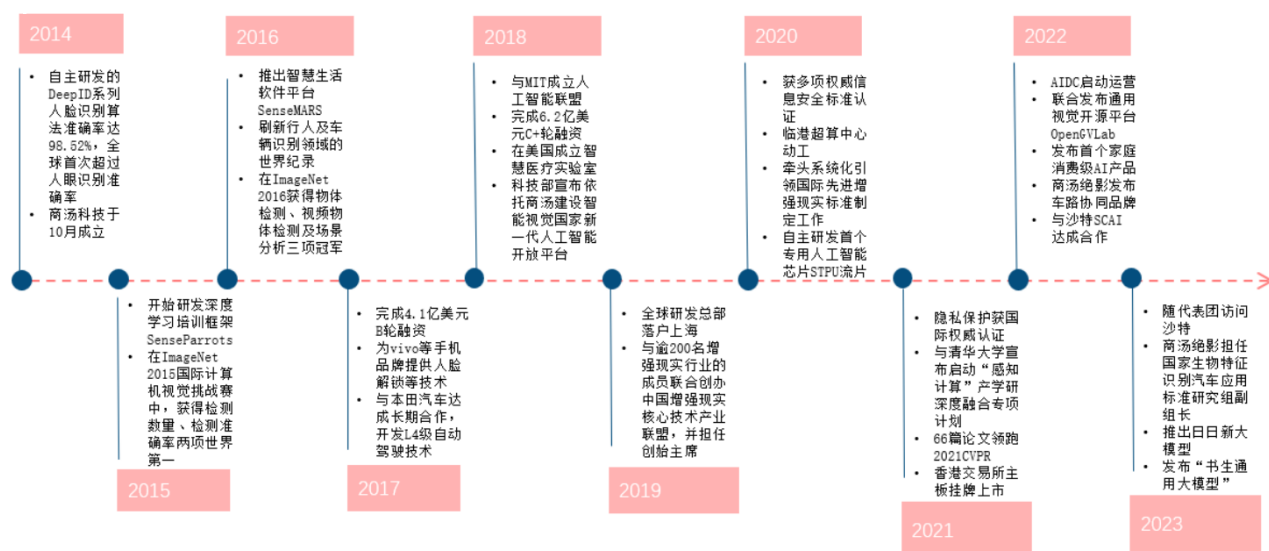 2014
• 自主研发的
DeepID系列
人脸识别算
法准确率达
98.52%，全
球首次超过
人眼识别准
确率
• 商汤科技于
10月成立
2016
• 推出智慧生活
软件平台
SenseMARS
• 刷新行人及车
辆识别领域的
世界纪录
• 在ImageNet
2016获得物体
检测、视频物
体检测及场景
分析三项冠军
2018
• 与MIT成立人
工智能联盟
• 完成6.2亿美
元C+轮融资
• 在美国成立智
慧医疗实验室
• 科技部宣布依
托商汤建设智
能视觉国家新
一代人工智能
开放平台
2020
• 获多项权威信
息安全标准认
证
• 临港超算中心
动工
• 牵头系统化引
领国际先进增
强现实标准制
定工作
• 自主研发首个
专用人工智能
芯片STPU流片
2022
• AIDC启动运营
• 联合发布通用
视觉开源平台
OpenGVLab
• 发布首个家庭
消费级AI产品
• 商汤绝影发布
车路协同品牌
• 与沙特SCAI
达成合作
• 开始研发深度
学习培训框架
SenseParrots
• 在ImageNet
2015国际计算
机视觉挑战赛
中，获得检测
数量、检测准
确率两项世界
第一
2015
• 完成4.1亿美元
B轮融资
• 为vivo等手机
品牌提供人脸
解锁等技术
• 与本田汽车达
成长期合作，
开发L4级自动
驾驶技术
2017
• 全球研发总部
落户上海
• 与逾200名增
强现实行业的
成员联合创办
中国增强现实
核心技术产业
联盟，并担任
创始主席
2019
• 隐私保护获国
际权威认证
• 与清华大学宣
布启动“感知
计算”产学研
深度融合专项
计划
• 66篇论文领跑
2021CVPR
• 香港交易所主
板挂牌上市
2021
• 随代表团访问
沙特
• 商汤绝影担任
国家生物特征
识别汽车应用
标准研究组副
组长
• 推出日日新大
模型
• 发布“书生通
用大模型”
2023